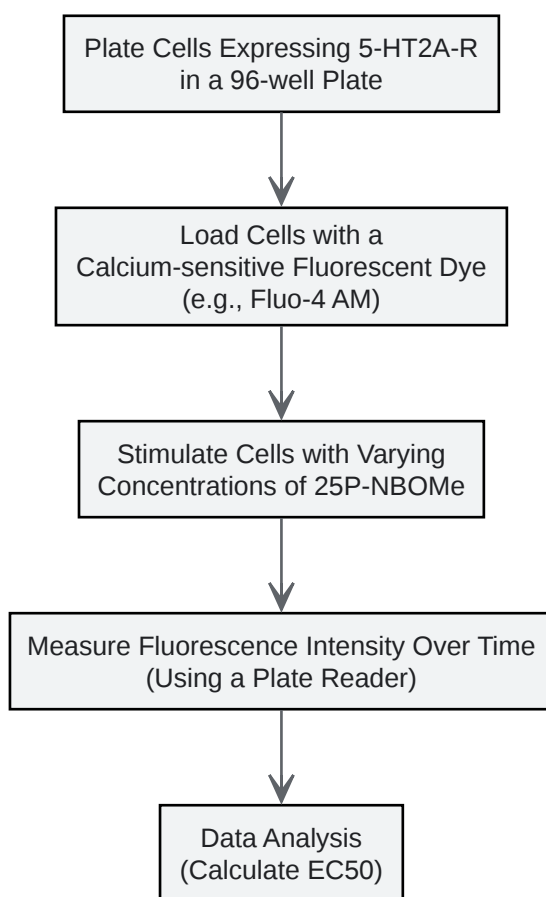 Plate Cells Expressing 5-HT2A-R
in a 96-well Plate
Load Cells with a
Calcium-sensitive Fluorescent Dye
(e.g., Fluo-4 AM)
Stimulate Cells with Varying
Concentrations of 25P-NBOMe
Measure Fluorescence Intensity Over Time
(Using a Plate Reader)
Data Analysis
(Calculate EC50)